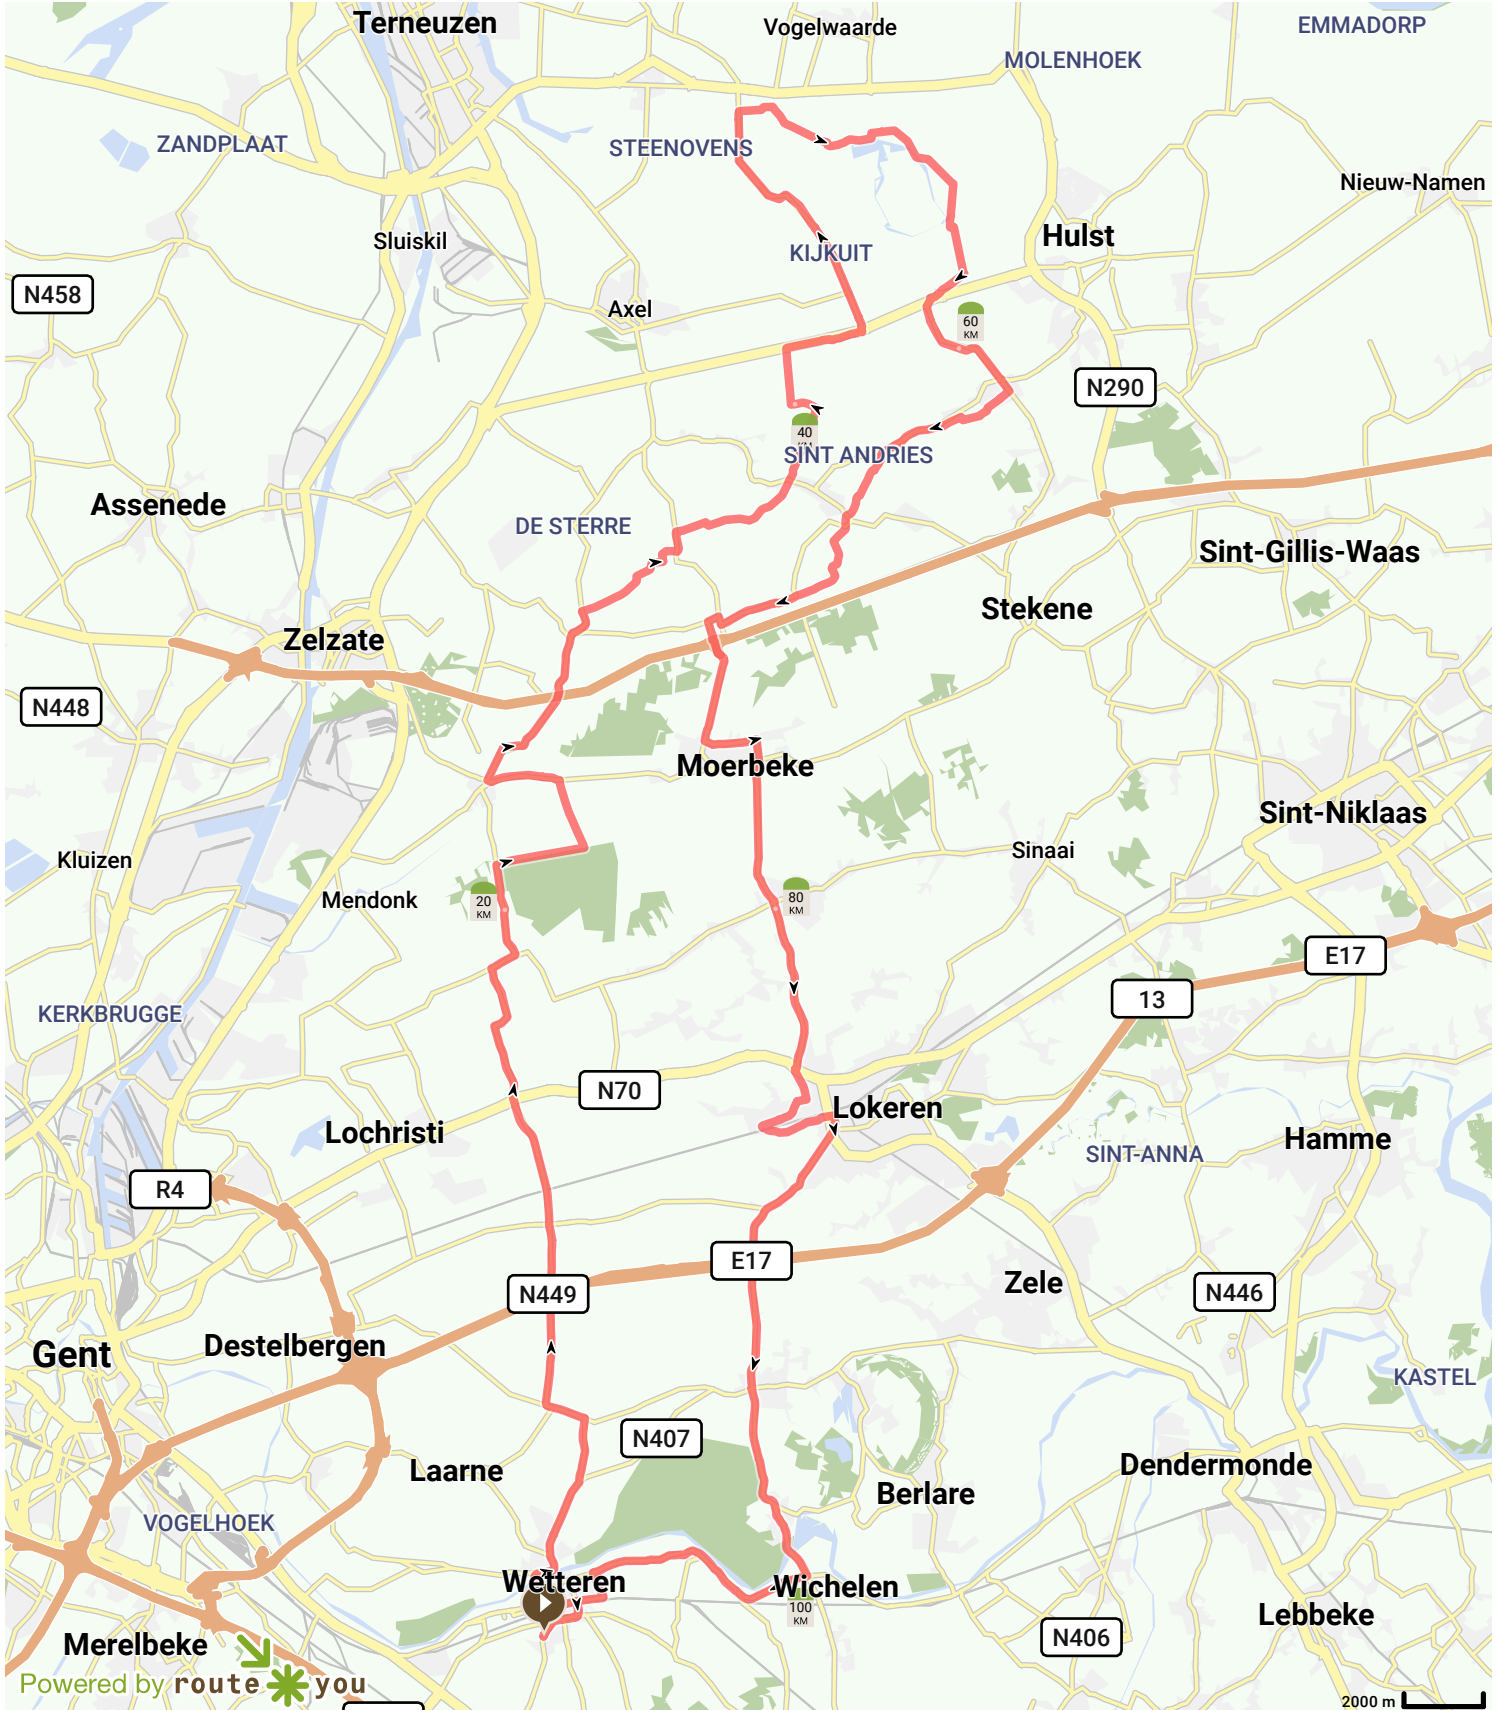 Terneuzen
Vogelwaarde
EMMADORP
MOLENHOEK
ZANDPLAAT
STEENOVENS
Nieuw-Namen
Sluiskil
KIJKUIT
Hulst
N458
Axel
60
KM
N290
40
KM
SINT ANDRIES
Assenede
DE STERRE
Sint-Gillis-Waas
Stekene
Zelzate
N448
Moerbeke
Sint-Niklaas
Kluizen
Sinaai
Mendonk
20
KM
80
KM
E17
13
KERKBRUGGE
N70
Lokeren
Lochristi
Hamme
SINT-ANNA
R4
E17
Zele
N449
N446
Gent
Destelbergen
KASTEL
N407
Laarne
Dendermonde
Berlare
VOGELHOEK
Wetteren
Wichelen
100
KM
Lebbeke
Merelbeke
N406
Powered by route you
2000 m